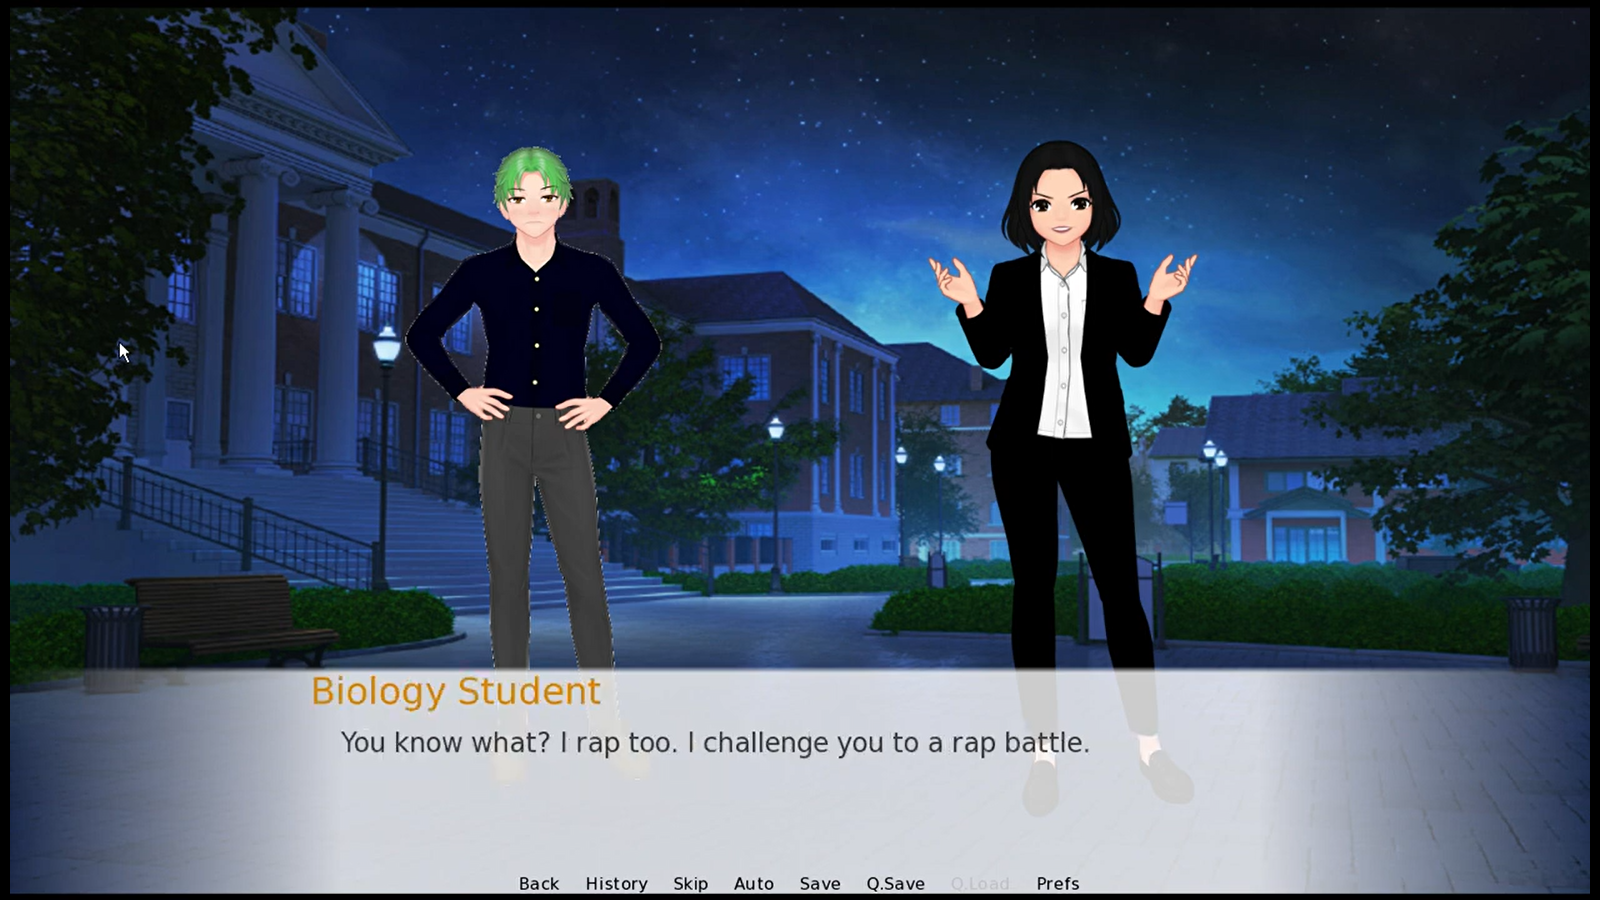 Biology Student
You know what? I rap too. I challenge you to a rap battle.
Back History Skip Auto Save Q.Save Q.Load Prefs